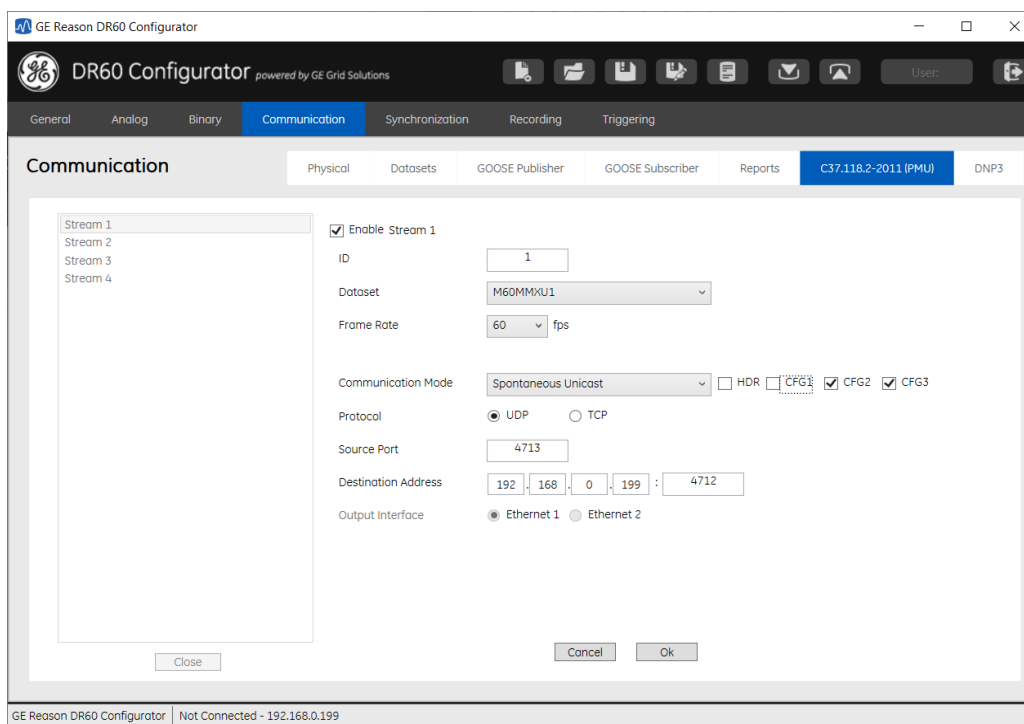 GE Reason DR60 Configurator
DR60 Configurator powered by GE Grid Solutions
User:
General Analog Binary Communication Synchronization Recording Triggering
Communication
Physical Datasets GOOSE Publisher GOOSE Subscriber Reports C37.118.2-2011 (PMU) DNP3
Stream 1
Stream 2
Stream 3
Stream 4
Close
Enable Stream 1
ID 1
Dataset M60MMXU1
Frame Rate 60 fps
Communication Mode Spontaneous Unicast HDR CFG1 CFG2 CFG3
Protocol UDP TCP
Source Port 4713
Destination Address 192 . 168 . 0 . 199 : 4712
Output Interface Ethernet 1 Ethernet 2
Cancel Ok
GE Reason DR60 Configurator Not Connected - 192.168.0.199